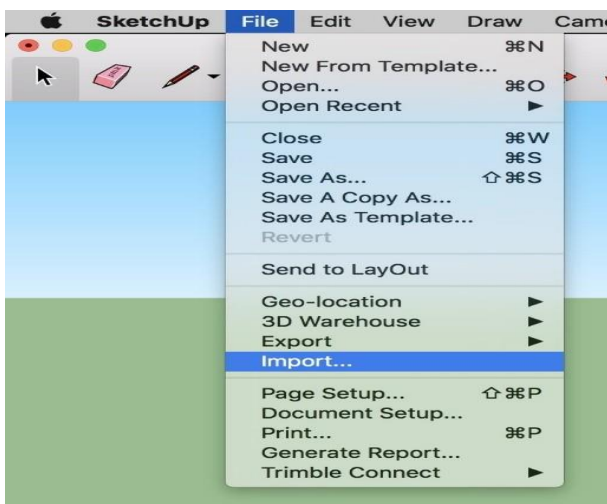 SketchUp File Edit View Draw Came
New ⌘N
New From Template...
Open... ⌘O
Open Recent ▶
Close ⌘W
Save ⌘S
Save As... ⇧⌘S
Save A Copy As...
Save As Template...
Revert
Send to LayOut
Geo-location ▶
3D Warehouse ▶
Export ▶
Import...
Page Setup... ⇧⌘P
Document Setup...
Print... ⌘P
Generate Report...
Trimble Connect ▶